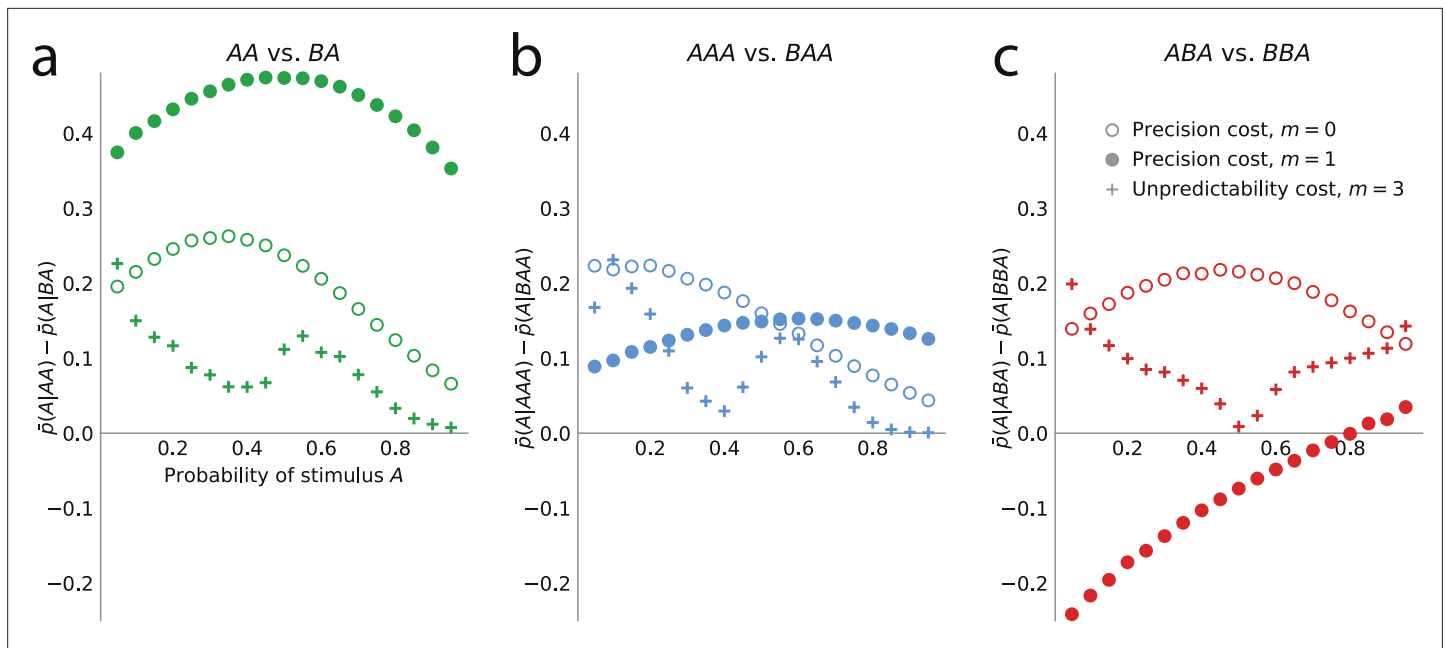 a
AA vs. BA
p̄(A|AA) − p̄(A|BA)
0.4
0.3
0.2
0.1
0.0
−0.1
−0.2
0.2 0.4 0.6 0.8
Probability of stimulus A
b
AAA vs. BAA
p̄(A|AAA) − p̄(A|BAA)
0.4
0.3
0.2
0.1
0.0
−0.1
−0.2
0.2 0.4 0.6 0.8
c
ABA vs. BBA
p̄(A|ABA) − p̄(A|BBA)
0.4
0.3
0.2
0.1
0.0
−0.1
−0.2
0.2 0.4 0.6 0.8
Precision cost, m = 0
Precision cost, m = 1
Unpredictability cost, m = 3